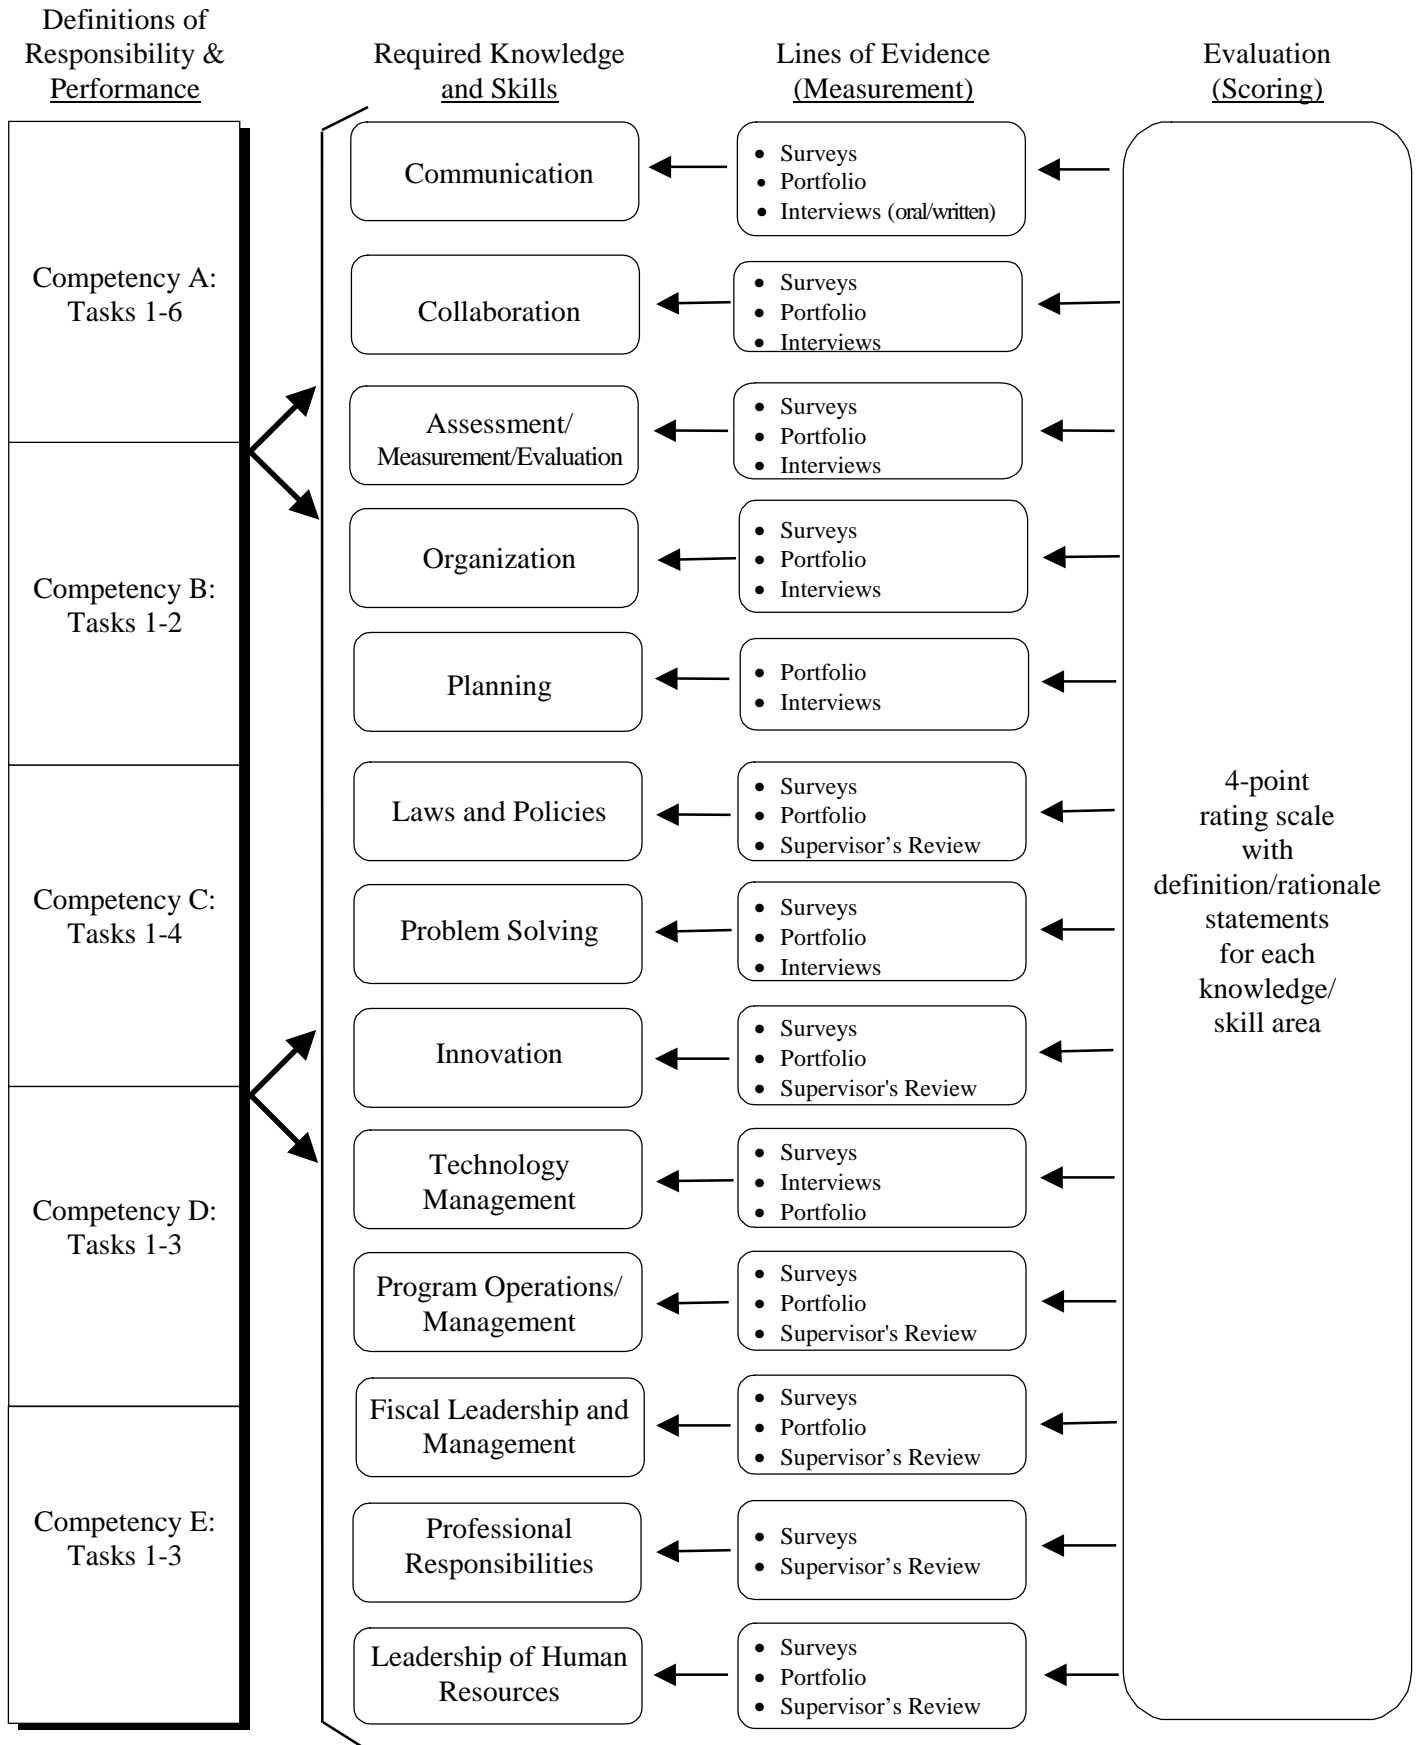 Definitions of
Responsibility &
Performance
Required Knowledge
and Skills
Lines of Evidence
(Measurement)
Evaluation
(Scoring)
Competency A:
Tasks 1-6
Competency B:
Tasks 1-2
Competency C:
Tasks 1-4
Competency D:
Tasks 1-3
Competency E:
Tasks 1-3
Communication
• Surveys
• Portfolio
• Interviews (oral/written)
Collaboration
• Surveys
• Portfolio
• Interviews
Assessment/
Measurement/Evaluation
• Surveys
• Portfolio
• Interviews
Organization
• Surveys
• Portfolio
• Interviews
Planning
• Portfolio
• Interviews
Laws and Policies
• Surveys
• Portfolio
• Supervisor’s Review
Problem Solving
• Surveys
• Portfolio
• Interviews
Innovation
• Surveys
• Portfolio
• Supervisor's Review
Technology
Management
• Surveys
• Interviews
• Portfolio
Program Operations/
Management
• Surveys
• Portfolio
• Supervisor's Review
Fiscal Leadership and
Management
• Surveys
• Portfolio
• Supervisor’s Review
Professional
Responsibilities
• Surveys
• Supervisor’s Review
Leadership of Human
Resources
• Surveys
• Portfolio
• Supervisor’s Review
4-point
rating scale
with
definition/rationale
statements
for each
knowledge/
skill area